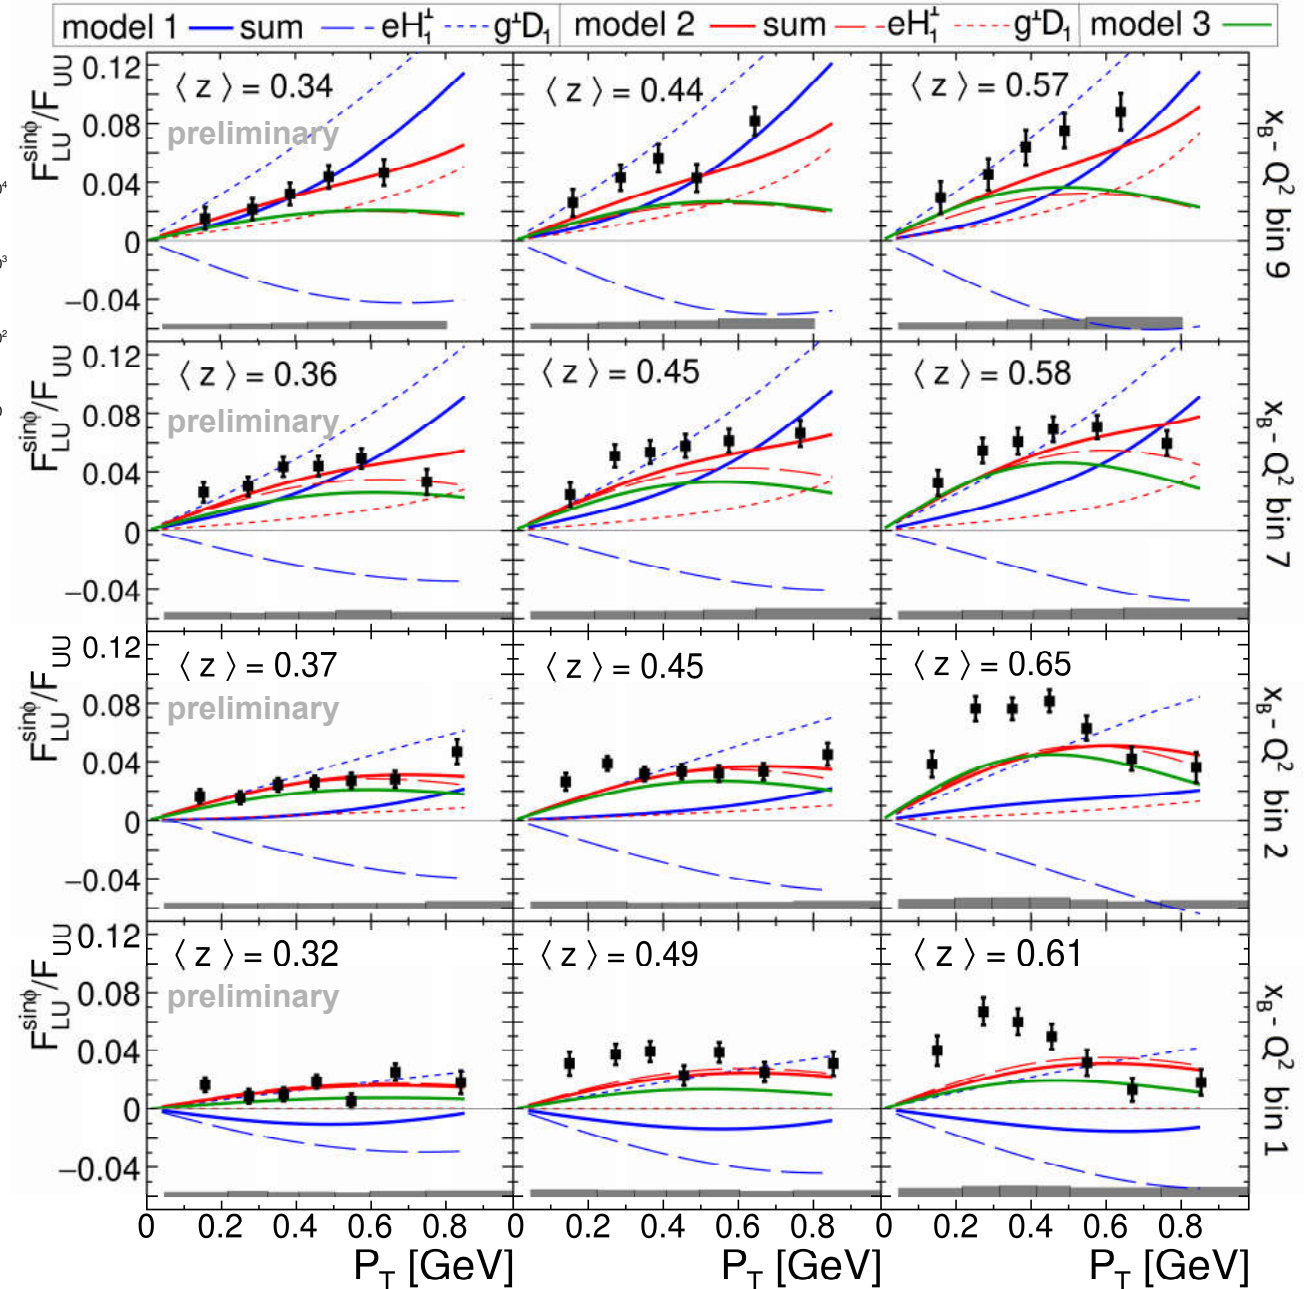 model 1 sum eH₁⊥ g⊥D₁ model 2 sum eH₁⊥ g⊥D₁ model 3
F_LU^sinϕ/F_UU
0.12
0.08
0.04
0
−0.04
⟨ z ⟩ = 0.34
preliminary
⟨ z ⟩ = 0.44
⟨ z ⟩ = 0.57
x_B - Q² bin 9
F_LU^sinϕ/F_UU
0.12
0.08
0.04
0
−0.04
⟨ z ⟩ = 0.36
preliminary
⟨ z ⟩ = 0.45
⟨ z ⟩ = 0.58
x_B - Q² bin 7
F_LU^sinϕ/F_UU
0.12
0.08
0.04
0
−0.04
⟨ z ⟩ = 0.37
preliminary
⟨ z ⟩ = 0.45
⟨ z ⟩ = 0.65
x_B - Q² bin 2
F_LU^sinϕ/F_UU
0.12
0.08
0.04
0
−0.04
⟨ z ⟩ = 0.32
preliminary
⟨ z ⟩ = 0.49
⟨ z ⟩ = 0.61
x_B - Q² bin 1
0 0.2 0.4 0.6 0.8 0 0.2 0.4 0.6 0.8 0 0.2 0.4 0.6 0.8
P_T [GeV] P_T [GeV] P_T [GeV]